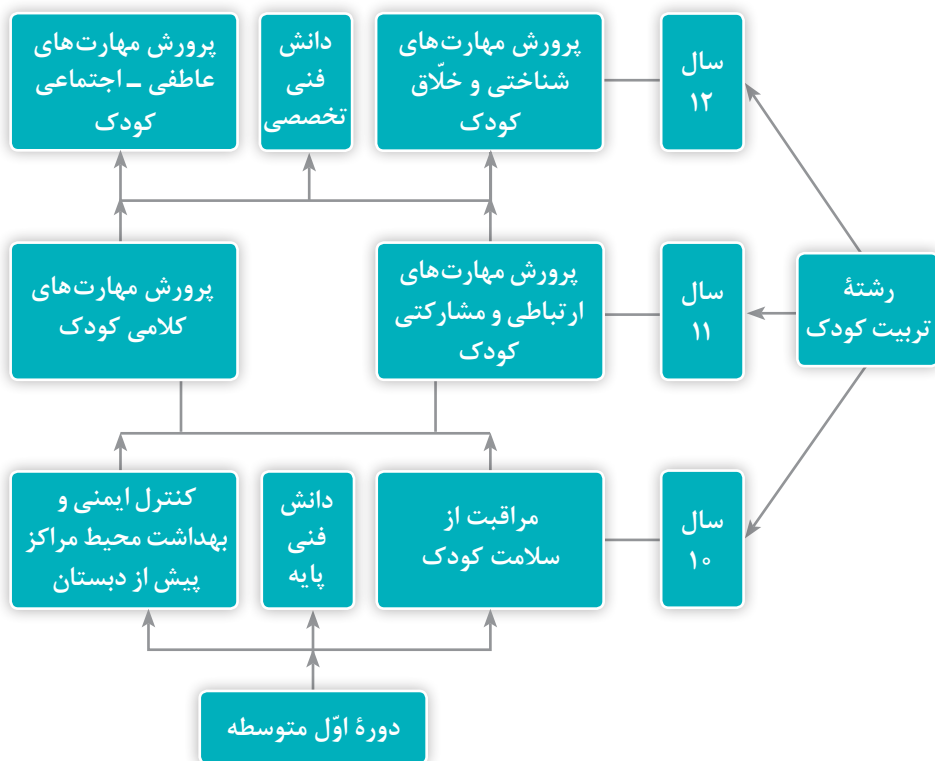 پرورش مهارت‌های
شناختی و خلّاق
کودک
دانش
فنی
تخصصی
پرورش مهارت‌های
عاطفی ـ اجتماعی
کودک
سال
۱۲
پرورش مهارت‌های
ارتباطی و مشارکتی
کودک
پرورش مهارت‌های
کلامی کودک
سال
۱۱
رشتهٔ
تربیت کودک
مراقبت از
سلامت کودک
دانش
فنی
پایه
کنترل ایمنی و
بهداشت محیط مراکز
پیش از دبستان
سال
۱۰
دورهٔ اوّل متوسطه